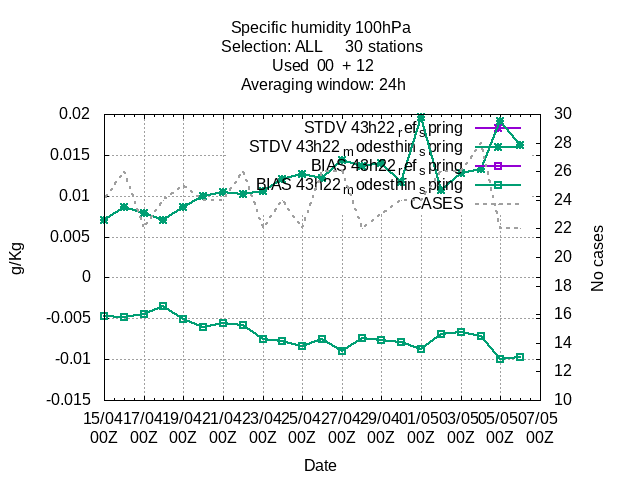 Specific humidity 100hPa
Selection: ALL 30 stations
Used 00 + 12
Averaging window: 24h
0.02
0.015
0.01
0.005
0
-0.005
-0.01
-0.015
g/Kg
30
28
26
24
22
20
18
16
14
12
10
No cases
STDV 43h22_ref_spring
STDV 43h22_modesthin_spring
BIAS 43h22_ref_spring
BIAS 43h22_modesthin_spring
CASES
15/04 17/04 19/04 21/04 23/04 25/04 27/04 29/04 01/05 03/05 05/05 07/05
00Z 00Z 00Z 00Z 00Z 00Z 00Z 00Z 00Z 00Z 00Z 00Z
Date